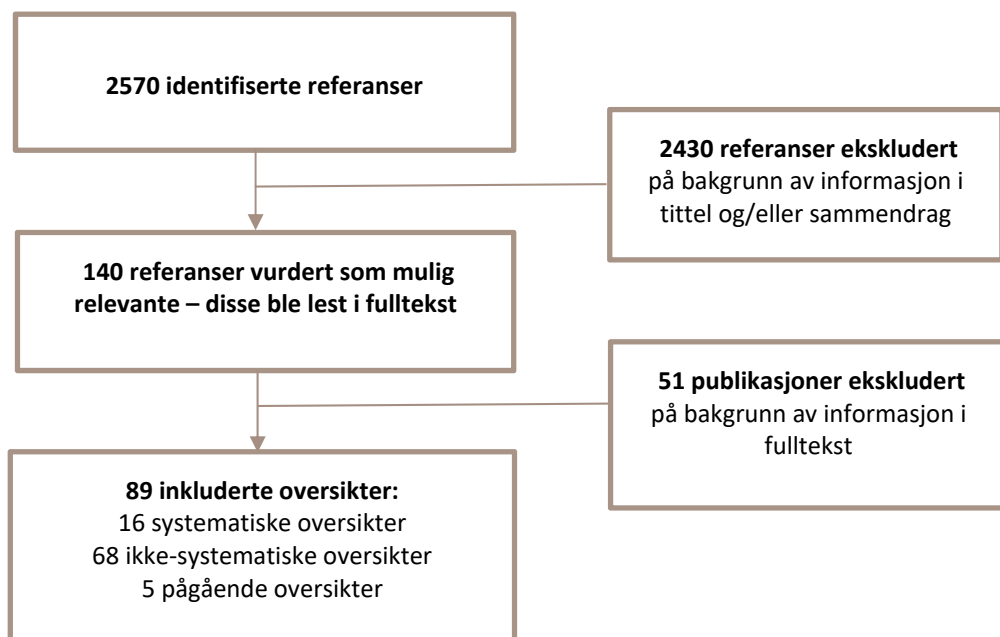 2570 identifiserte referanser
2430 referanser ekskludert
på bakgrunn av informasjon i
tittel og/eller sammendrag
140 referanser vurdert som mulig
relevante – disse ble lest i fulltekst
51 publikasjoner ekskludert
på bakgrunn av informasjon i
fulltekst
89 inkluderte oversikter:
16 systematiske oversikter
68 ikke-systematiske oversikter
5 pågående oversikter